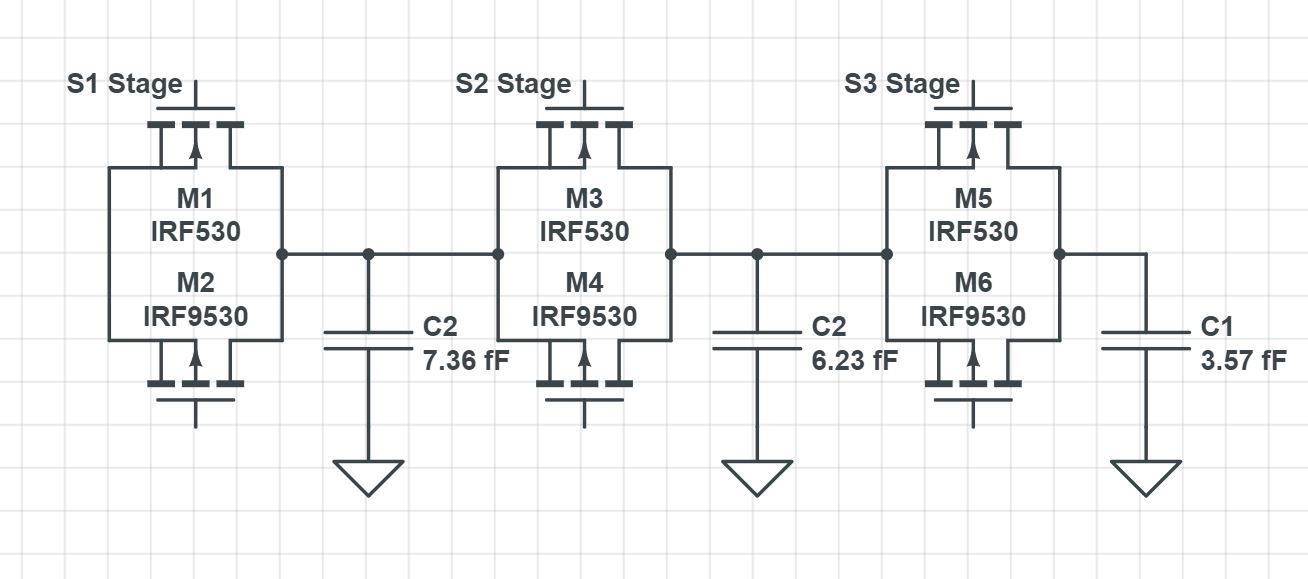 S1 Stage
S2 Stage
S3 Stage
M1
IRF530
M2
IRF9530
M3
IRF530
M4
IRF9530
M5
IRF530
M6
IRF9530
C2
7.36 fF
C2
6.23 fF
C1
3.57 fF